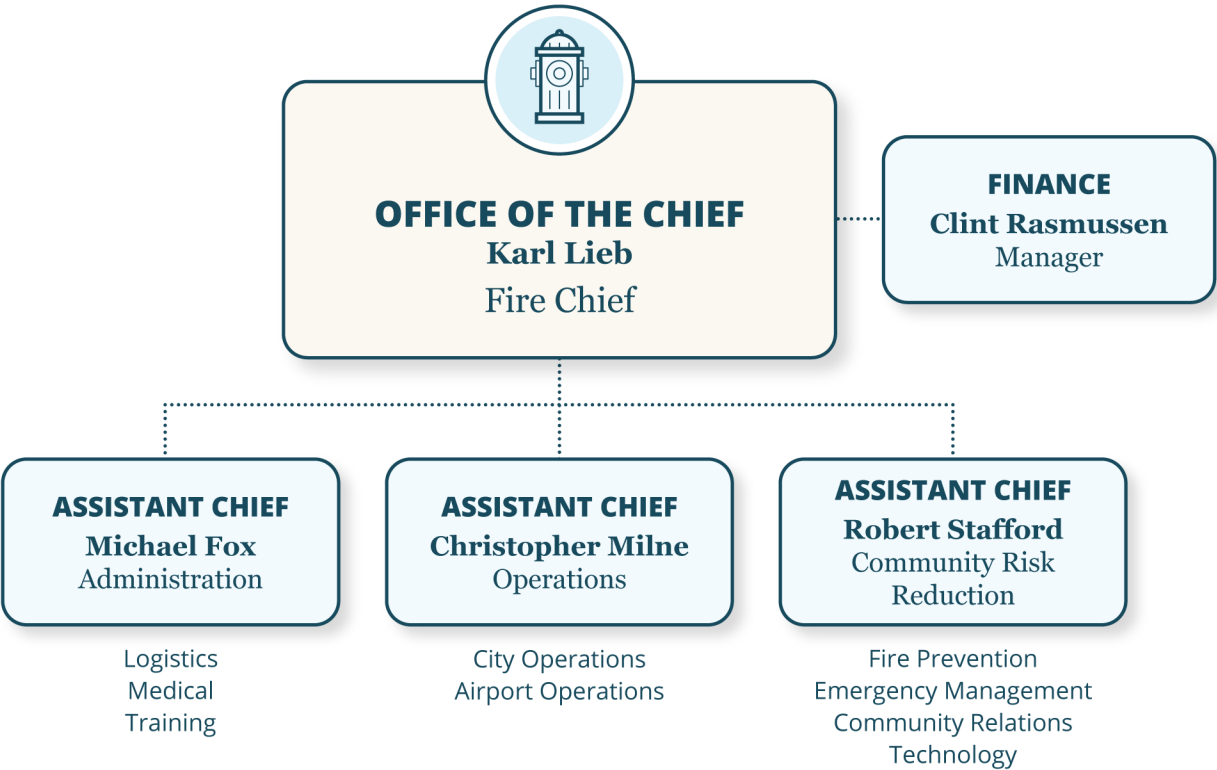 OFFICE OF THE CHIEF
Karl Lieb
Fire Chief
FINANCE
Clint Rasmussen
Manager
ASSISTANT CHIEF
Michael Fox
Administration
Logistics
Medical
Training
ASSISTANT CHIEF
Christopher Milne
Operations
City Operations
Airport Operations
ASSISTANT CHIEF
Robert Stafford
Community Risk
Reduction
Fire Prevention
Emergency Management
Community Relations
Technology